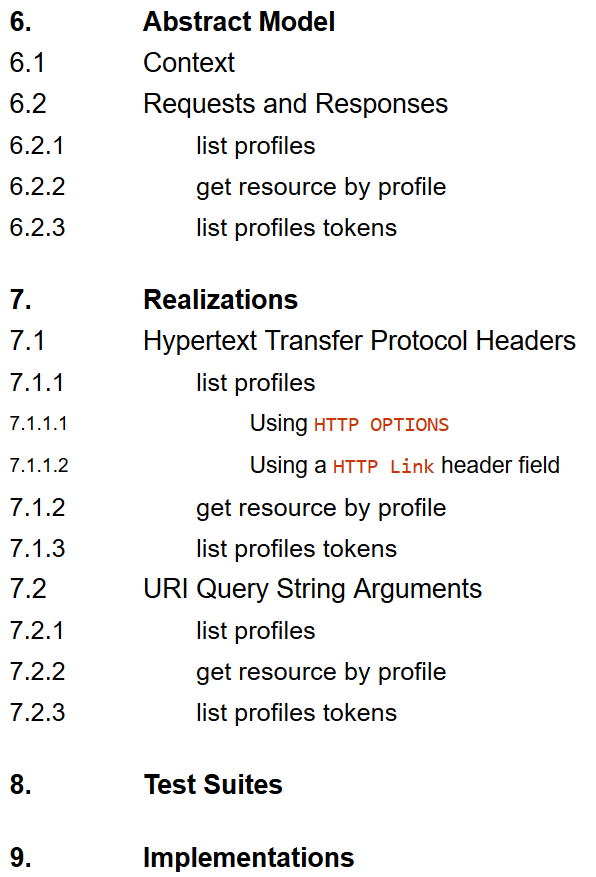 6. Abstract Model
6.1 Context
6.2 Requests and Responses
6.2.1 list profiles
6.2.2 get resource by profile
6.2.3 list profiles tokens
7. Realizations
7.1 Hypertext Transfer Protocol Headers
7.1.1 list profiles
7.1.1.1 Using HTTP OPTIONS
7.1.1.2 Using a HTTP Link header field
7.1.2 get resource by profile
7.1.3 list profiles tokens
7.2 URI Query String Arguments
7.2.1 list profiles
7.2.2 get resource by profile
7.2.3 list profiles tokens
8. Test Suites
9. Implementations